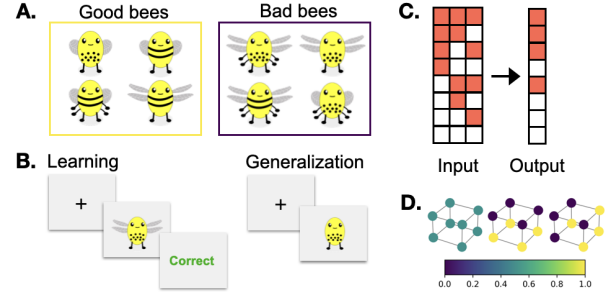 A.
Good bees
Bad bees
B.
Learning
Generalization
+
Correct
+
C.
Input
Output
D.
0.0 0.2 0.4 0.6 0.8 1.0